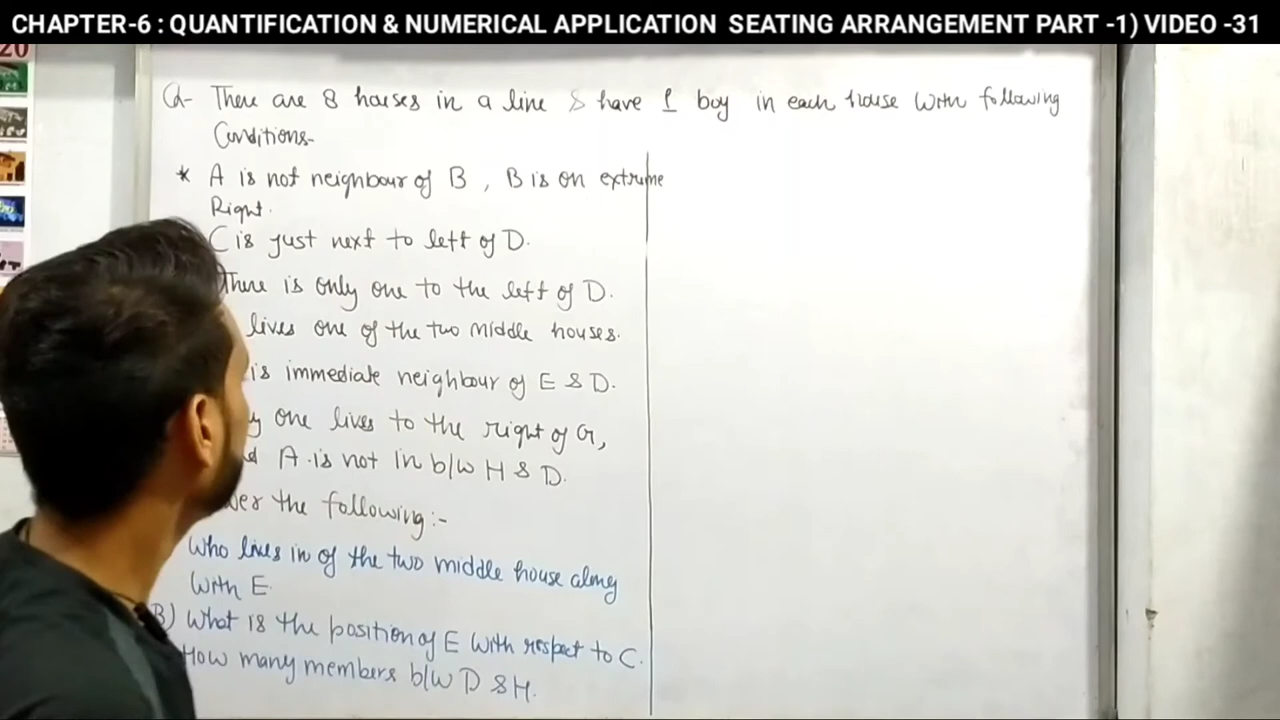 CHAPTER-6 : QUANTIFICATION & NUMERICAL APPLICATION SEATING ARRANGEMENT PART -1) VIDEO -31
20
Q- There are 8 houses in a line & have 1 boy in each house with following
Conditions-
* A is not neighbour of B , B is on extrume
Right.
C is just next to left of D.
There is only one to the left of D.
lives one of the two middle houses.
is immediate neighbour of E & D.
y one lives to the right of G,
d A is not in b/w H & D.
wer the following:-
Who lives in of the two middle house along
with E.
B) What is the position of E with respect to C.
How many members b/w D & H.